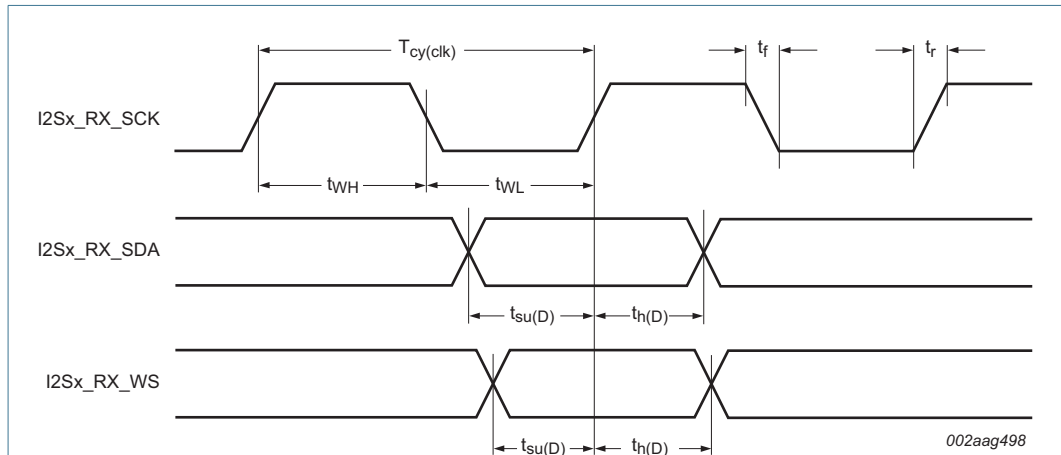 T_cy(clk)
t_f
t_r
I2Sx_RX_SCK
t_WH
t_WL
I2Sx_RX_SDA
t_su(D)
t_h(D)
I2Sx_RX_WS
t_su(D)
t_h(D)
002aag498